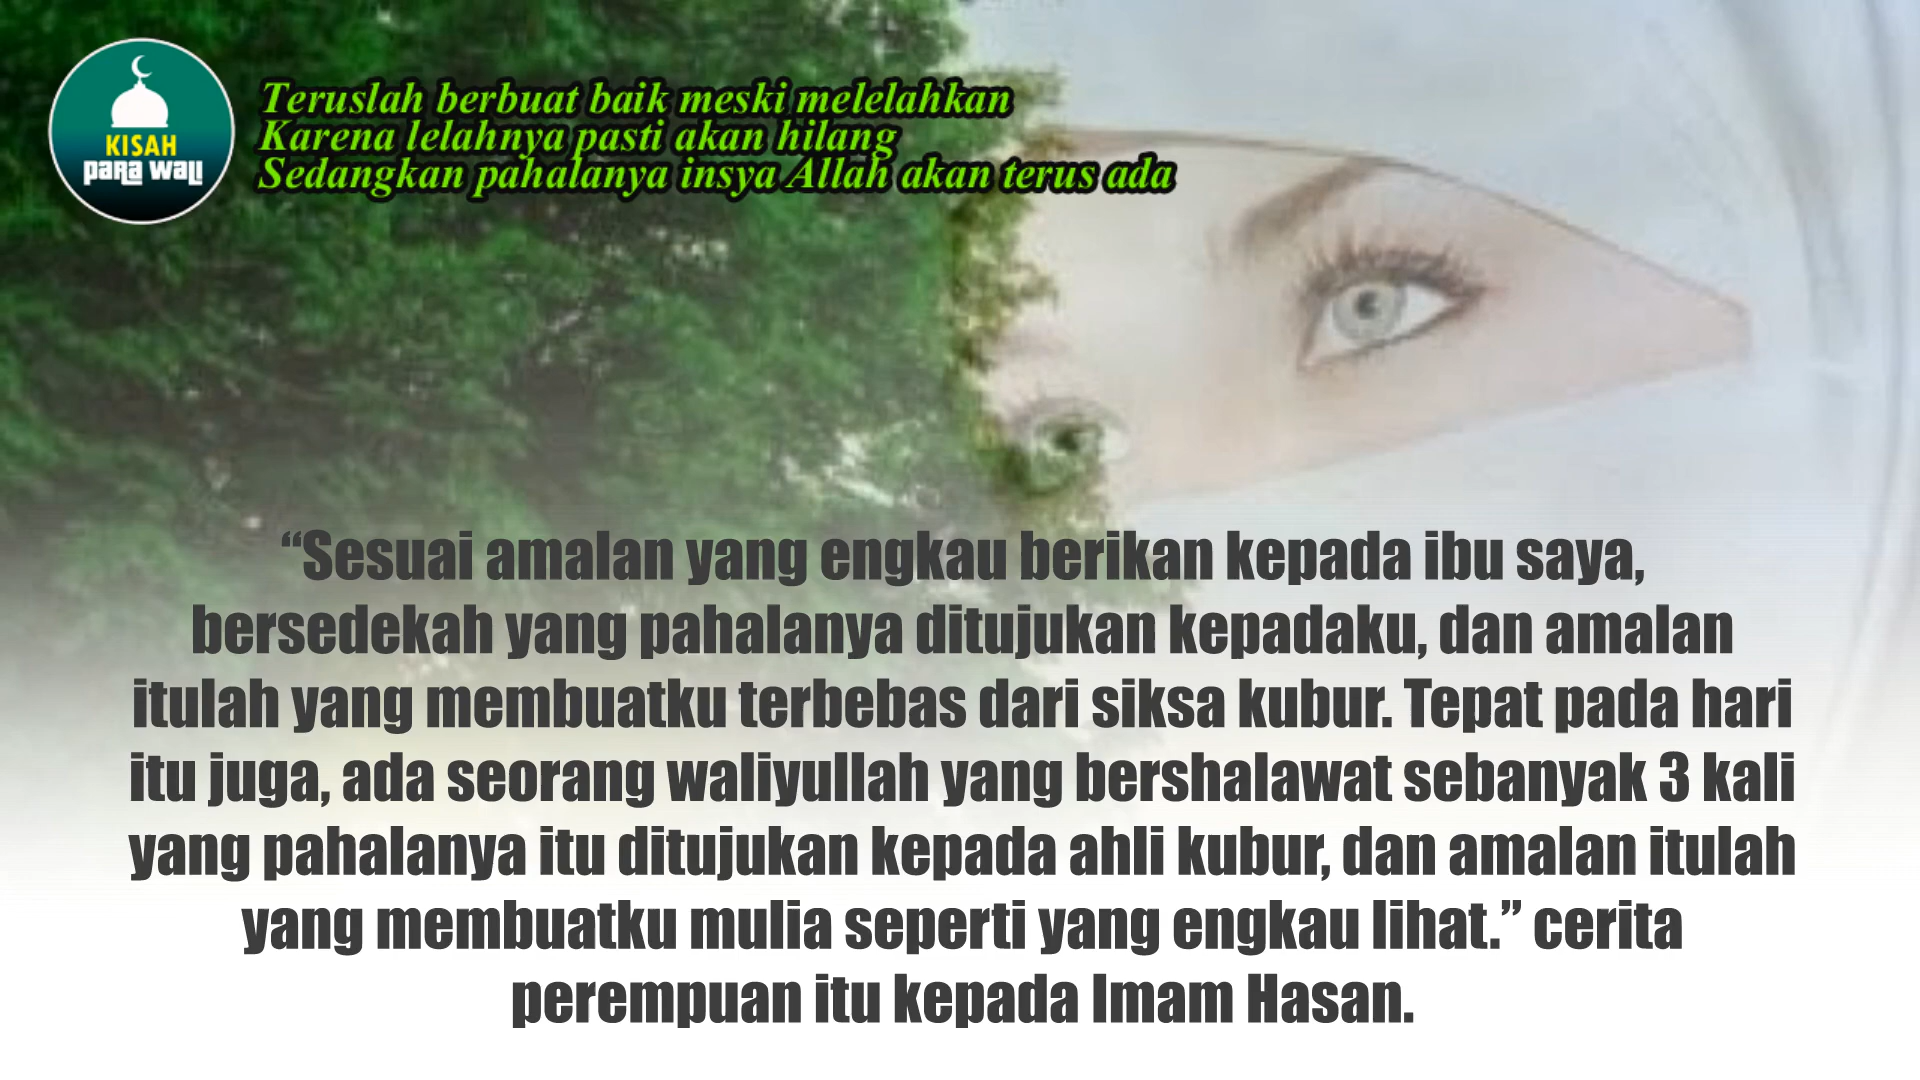 KISAH
PARA WALI
Teruslah berbuat baik meski melelahkan
Karena lelahnya pasti akan hilang
Sedangkan pahalanya insya Allah akan terus ada
“Sesuai amalan yang engkau berikan kepada ibu saya,
bersedekah yang pahalanya ditujukan kepadaku, dan amalan
itulah yang membuatku terbebas dari siksa kubur. Tepat pada hari
itu juga, ada seorang waliyullah yang bershalawat sebanyak 3 kali
yang pahalanya itu ditujukan kepada ahli kubur, dan amalan itulah
yang membuatku mulia seperti yang engkau lihat.” cerita
perempuan itu kepada Imam Hasan.